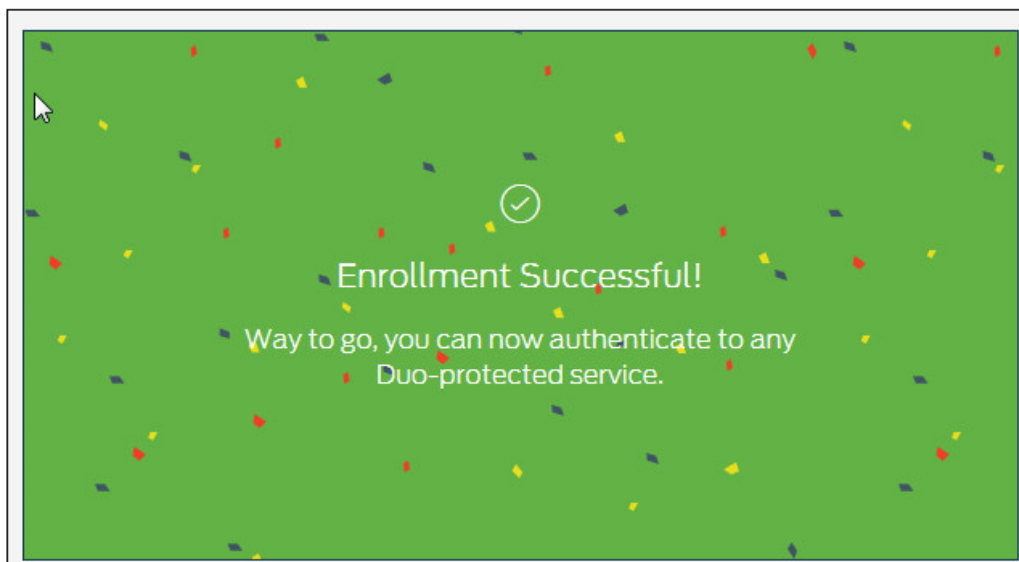 Enrollment Successful!
Way to go, you can now authenticate to any
Duo-protected service.